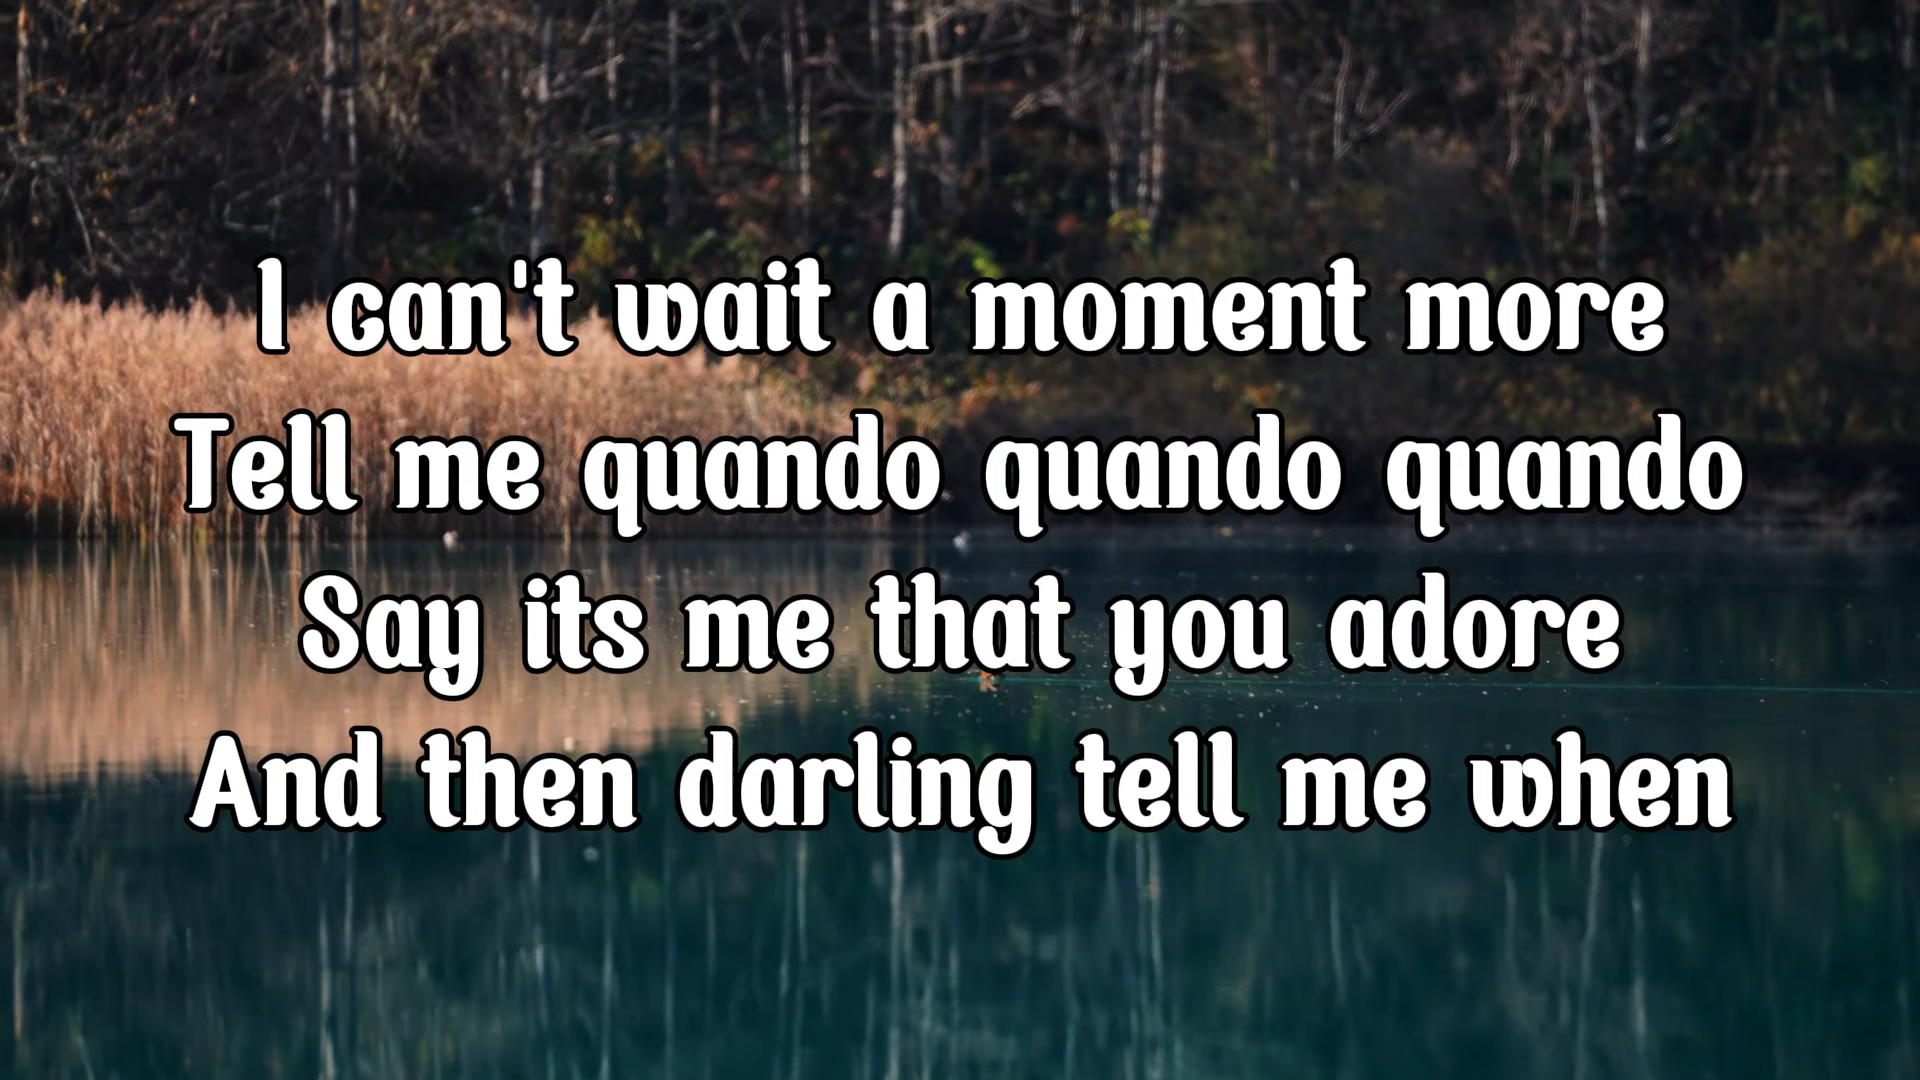 I can't wait a moment more
Tell me quando quando quando
Say its me that you adore
And then darling tell me when